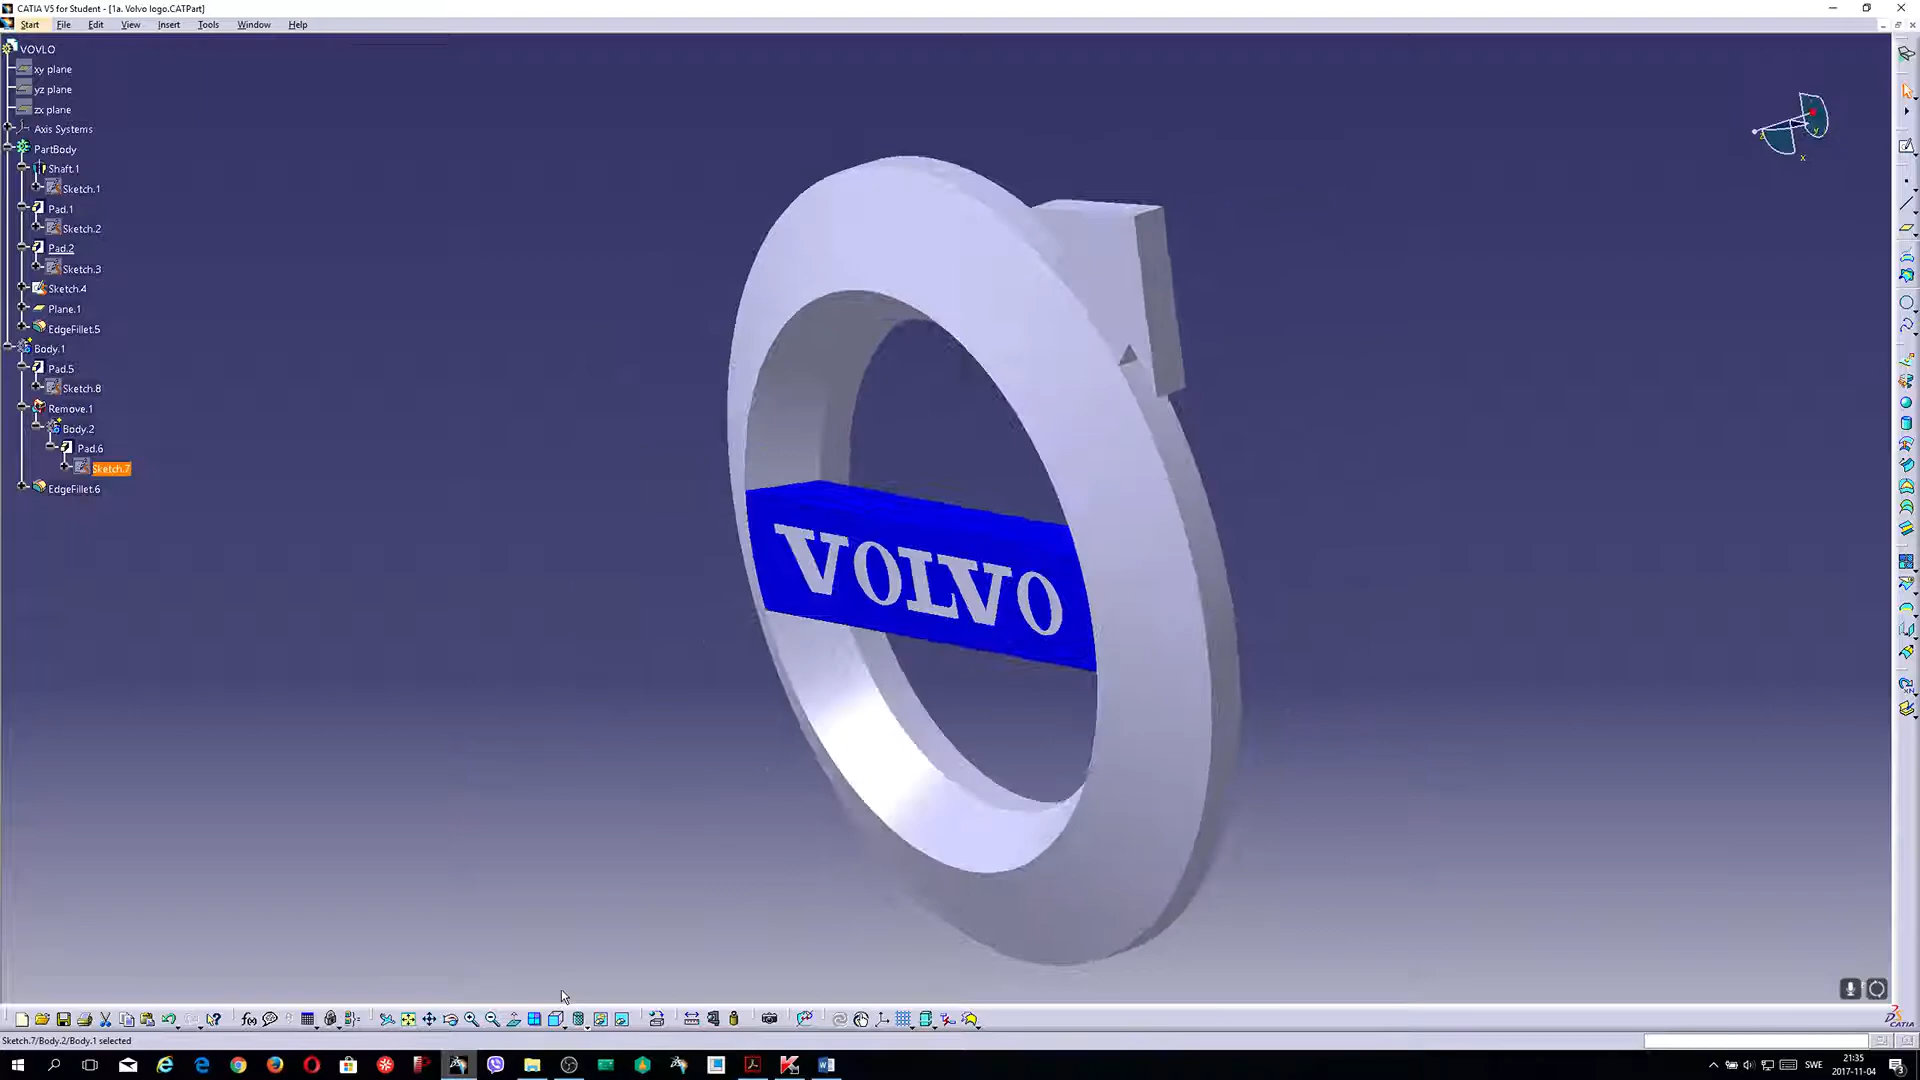 CATIA V5 for Student - [1a. Volvo logo.CATPart]
Start File Edit View Insert Tools Window Help
VOVLO
xy plane
yz plane
zx plane
Axis Systems
PartBody
Shaft.1
Sketch.1
Pad.1
Sketch.2
Pad.2
Sketch.3
Sketch.4
Plane.1
EdgeFillet.5
Body.1
Pad.5
Sketch.8
Remove.1
Body.2
Pad.6
Sketch.7
EdgeFillet.6
z y x
VOLVO
f(x)
CATIA
Sketch.7/Body.2/Body.1 selected
SWE
21:35
2017-11-04